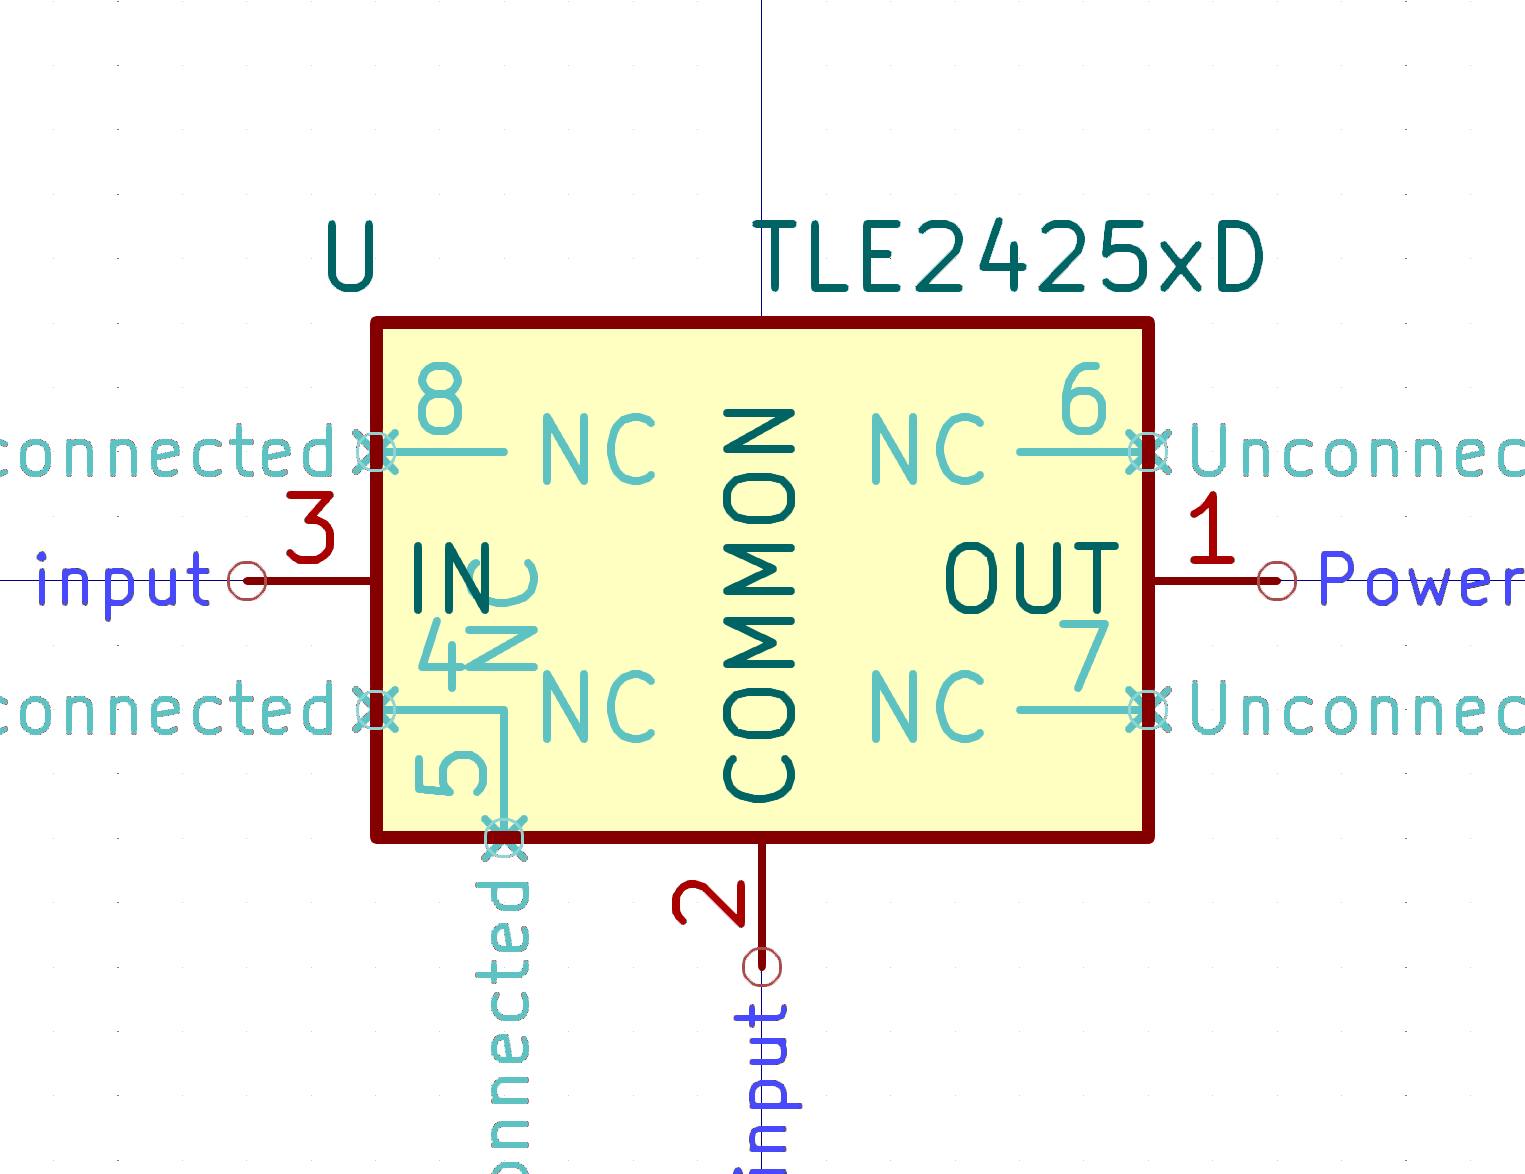 U TLE2425xD
8 NC NC 6
connected Unconnec
3 1
input IN OUT Power
NC
COMMON
4 NC NC 7
connected Unconnec
5
2
onnected
input